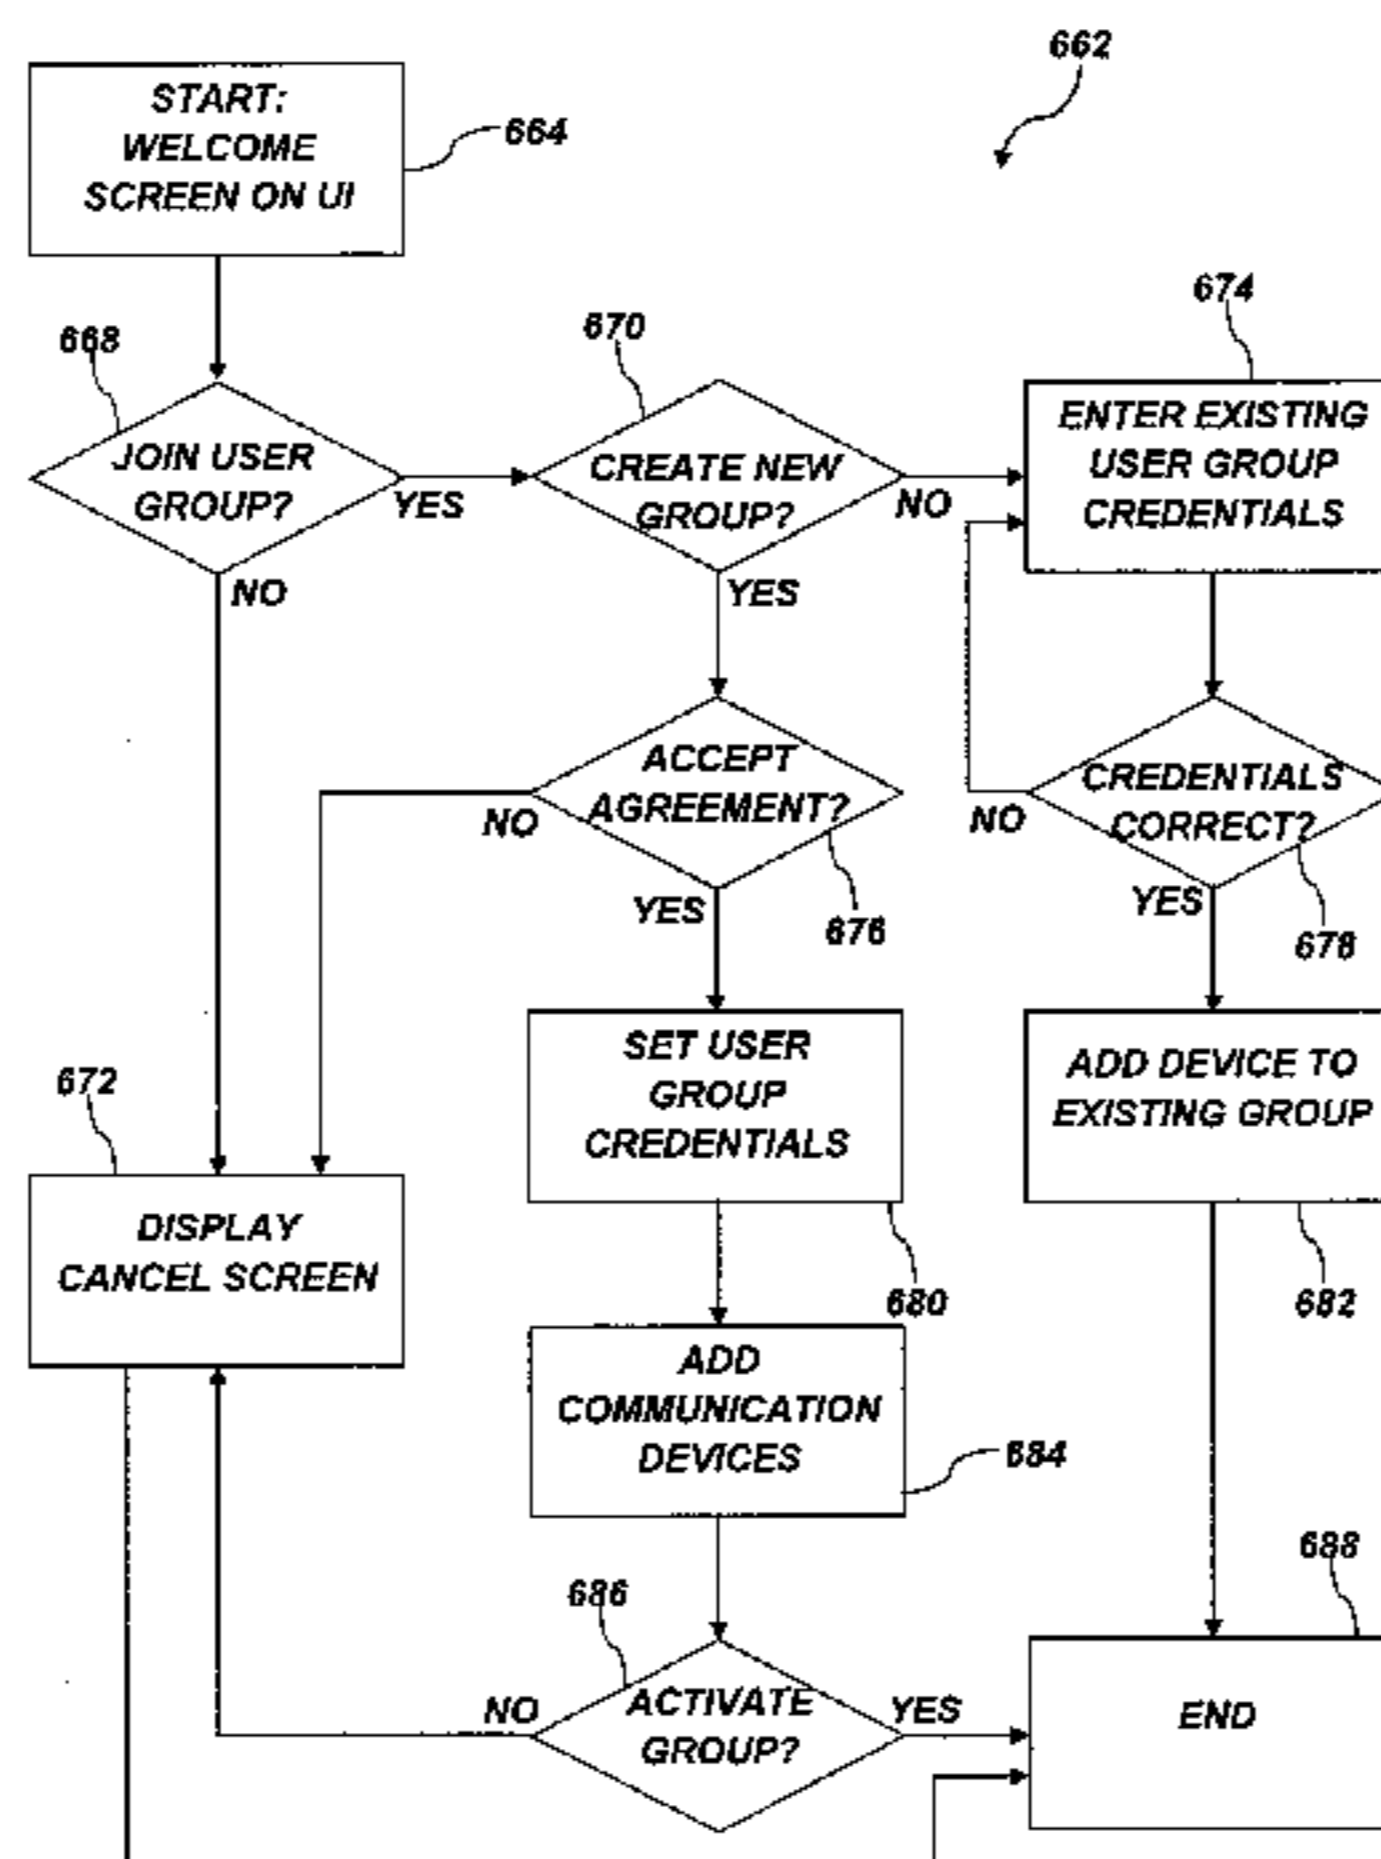 662
START:
WELCOME
SCREEN ON UI
664
668
JOIN USER
GROUP?
YES
NO
670
CREATE NEW
GROUP?
NO
YES
674
ENTER EXISTING
USER GROUP
CREDENTIALS
ACCEPT
AGREEMENT?
NO
YES
676
CREDENTIALS
CORRECT?
NO
YES
678
672
DISPLAY
CANCEL SCREEN
SET USER
GROUP
CREDENTIALS
680
ADD DEVICE TO
EXISTING GROUP
682
ADD
COMMUNICATION
DEVICES
684
686
ACTIVATE
GROUP?
NO
YES
688
END